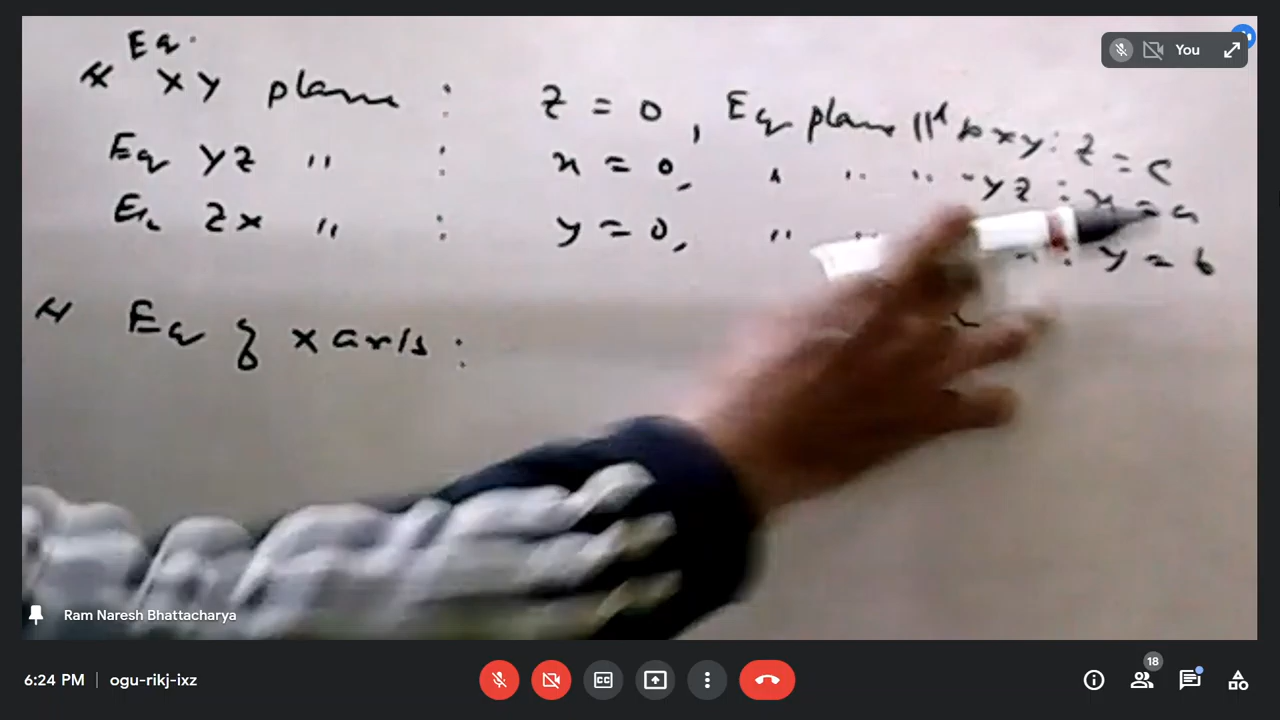 You
Eq.
* XY plane : z = 0, Eq plane ||l to xy: z = c
Eq YZ " : x = 0, " " " " yz : x = a
Eq ZX " : y = 0, " " : y = b
* Eq of x axis :
Ram Naresh Bhattacharya
6:24 PM | ogu-rikj-ixz
18